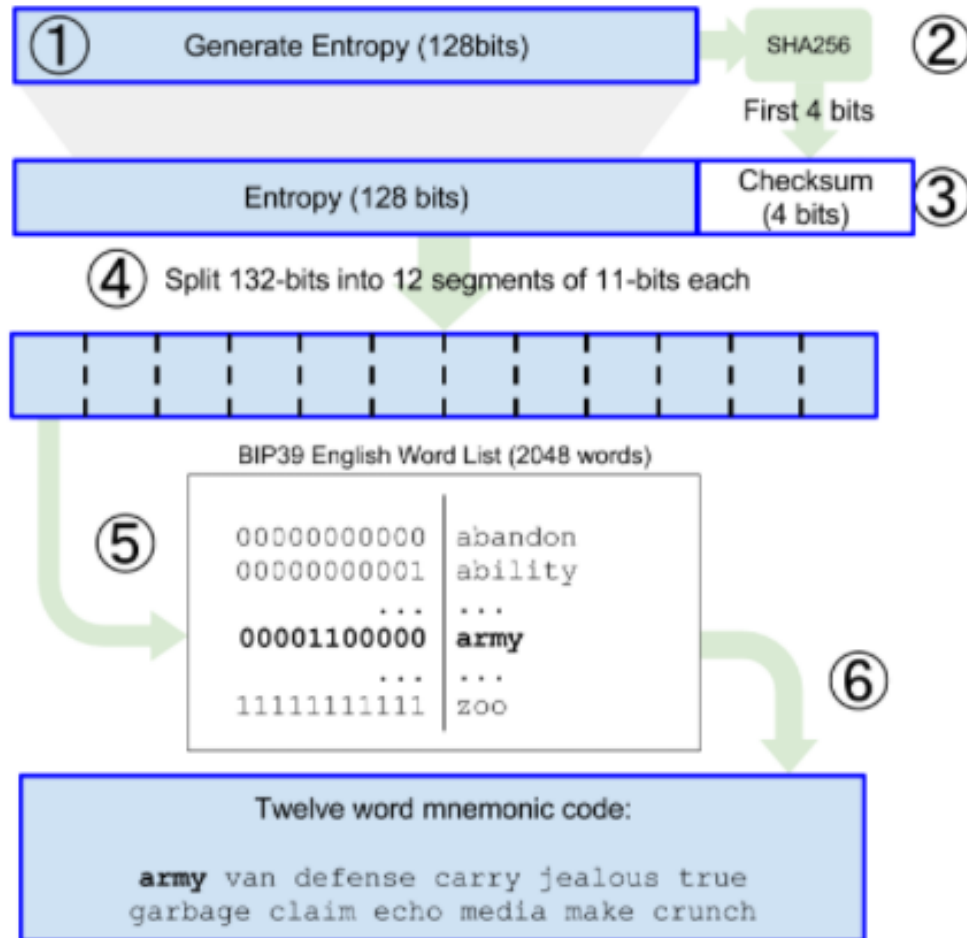 ① Generate Entropy (128bits) SHA256 ②
First 4 bits
Entropy (128 bits) Checksum
(4 bits) ③
④ Split 132-bits into 12 segments of 11-bits each
BIP39 English Word List (2048 words)
⑤
00000000000 abandon
00000000001 ability
... ...
00001100000 army
... ...
11111111111 zoo
⑥
Twelve word mnemonic code:
army van defense carry jealous true
garbage claim echo media make crunch